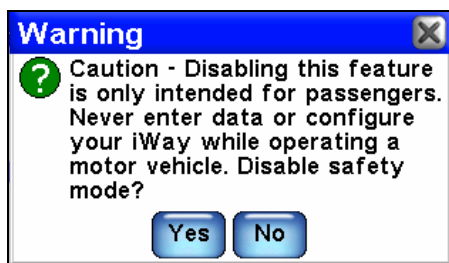 Warning
Caution - Disabling this feature
is only intended for passengers.
Never enter data or configure
your iWay while operating a
motor vehicle. Disable safety
mode?
Yes No